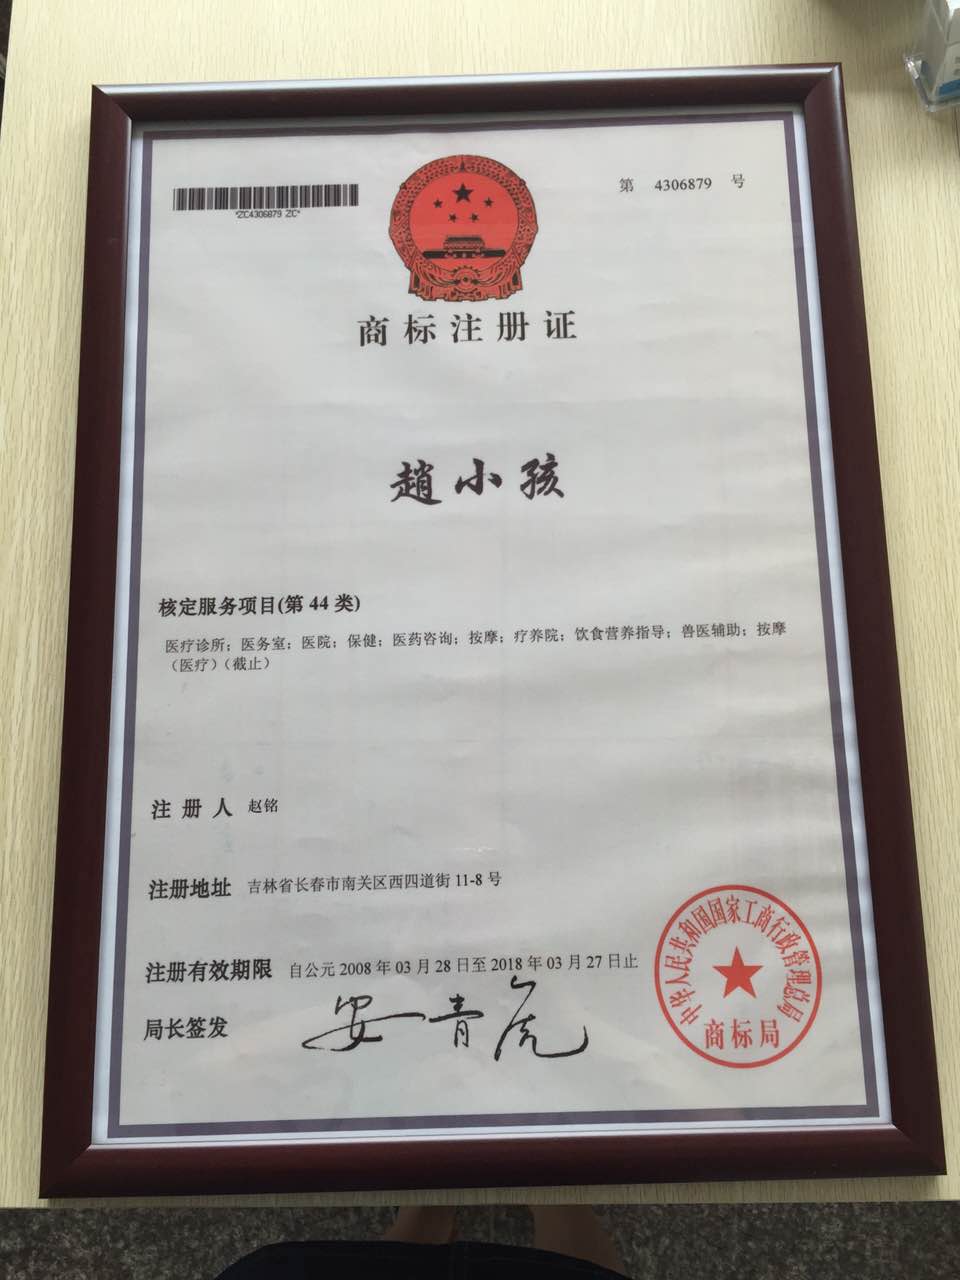 *ZC4306879 ZC*
第 4306879 号
商标注册证
趙小孩
核定服务项目(第 44 类)
医疗诊所；医务室；医院；保健；医药咨询；按摩；疗养院；饮食营养指导；兽医辅助；按摩
（医疗）（截止）
注册人 赵铭
注册地址 吉林省长春市南关区西四道街 11-8 号
注册有效期限 自公元 2008 年 03 月 28 日至 2018 年 03 月 27 日止
局长签发 安青虎
中华人民共和国国家工商行政管理总局
商标局